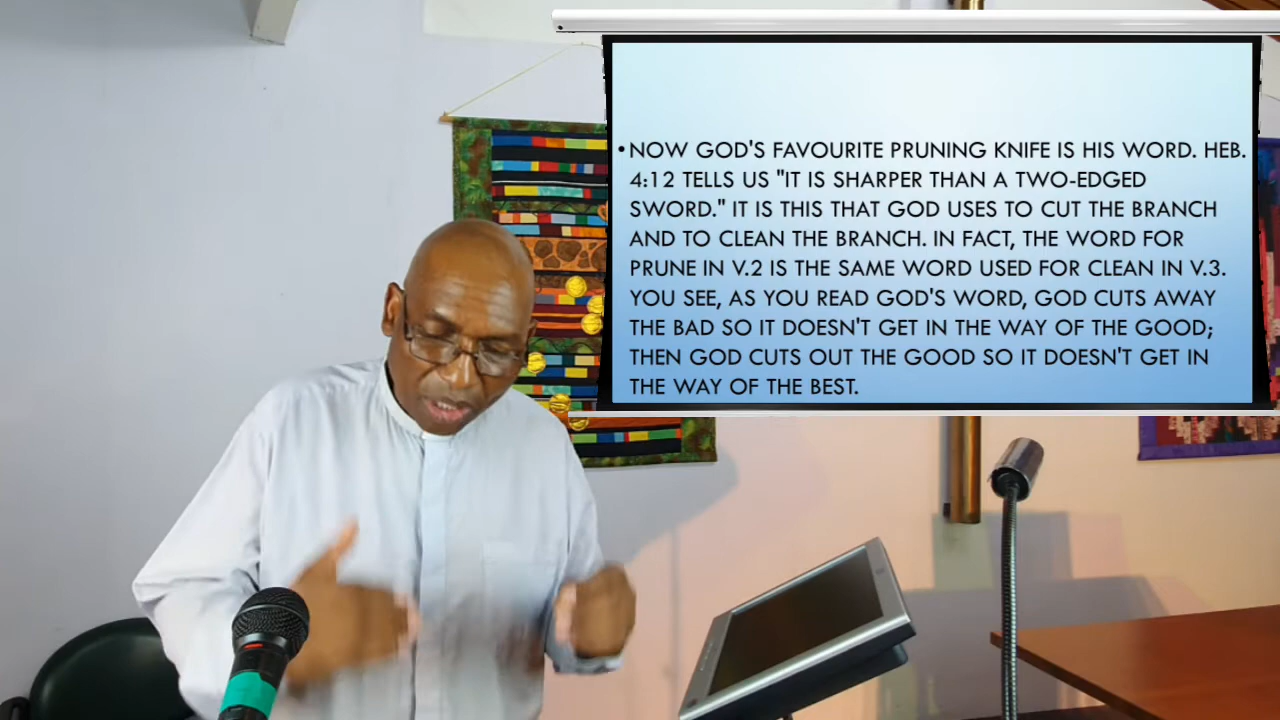 •NOW GOD'S FAVOURITE PRUNING KNIFE IS HIS WORD. HEB.
4:12 TELLS US "IT IS SHARPER THAN A TWO-EDGED
SWORD." IT IS THIS THAT GOD USES TO CUT THE BRANCH
AND TO CLEAN THE BRANCH. IN FACT, THE WORD FOR
PRUNE IN V.2 IS THE SAME WORD USED FOR CLEAN IN V.3.
YOU SEE, AS YOU READ GOD'S WORD, GOD CUTS AWAY
THE BAD SO IT DOESN'T GET IN THE WAY OF THE GOOD;
THEN GOD CUTS OUT THE GOOD SO IT DOESN'T GET IN
THE WAY OF THE BEST.